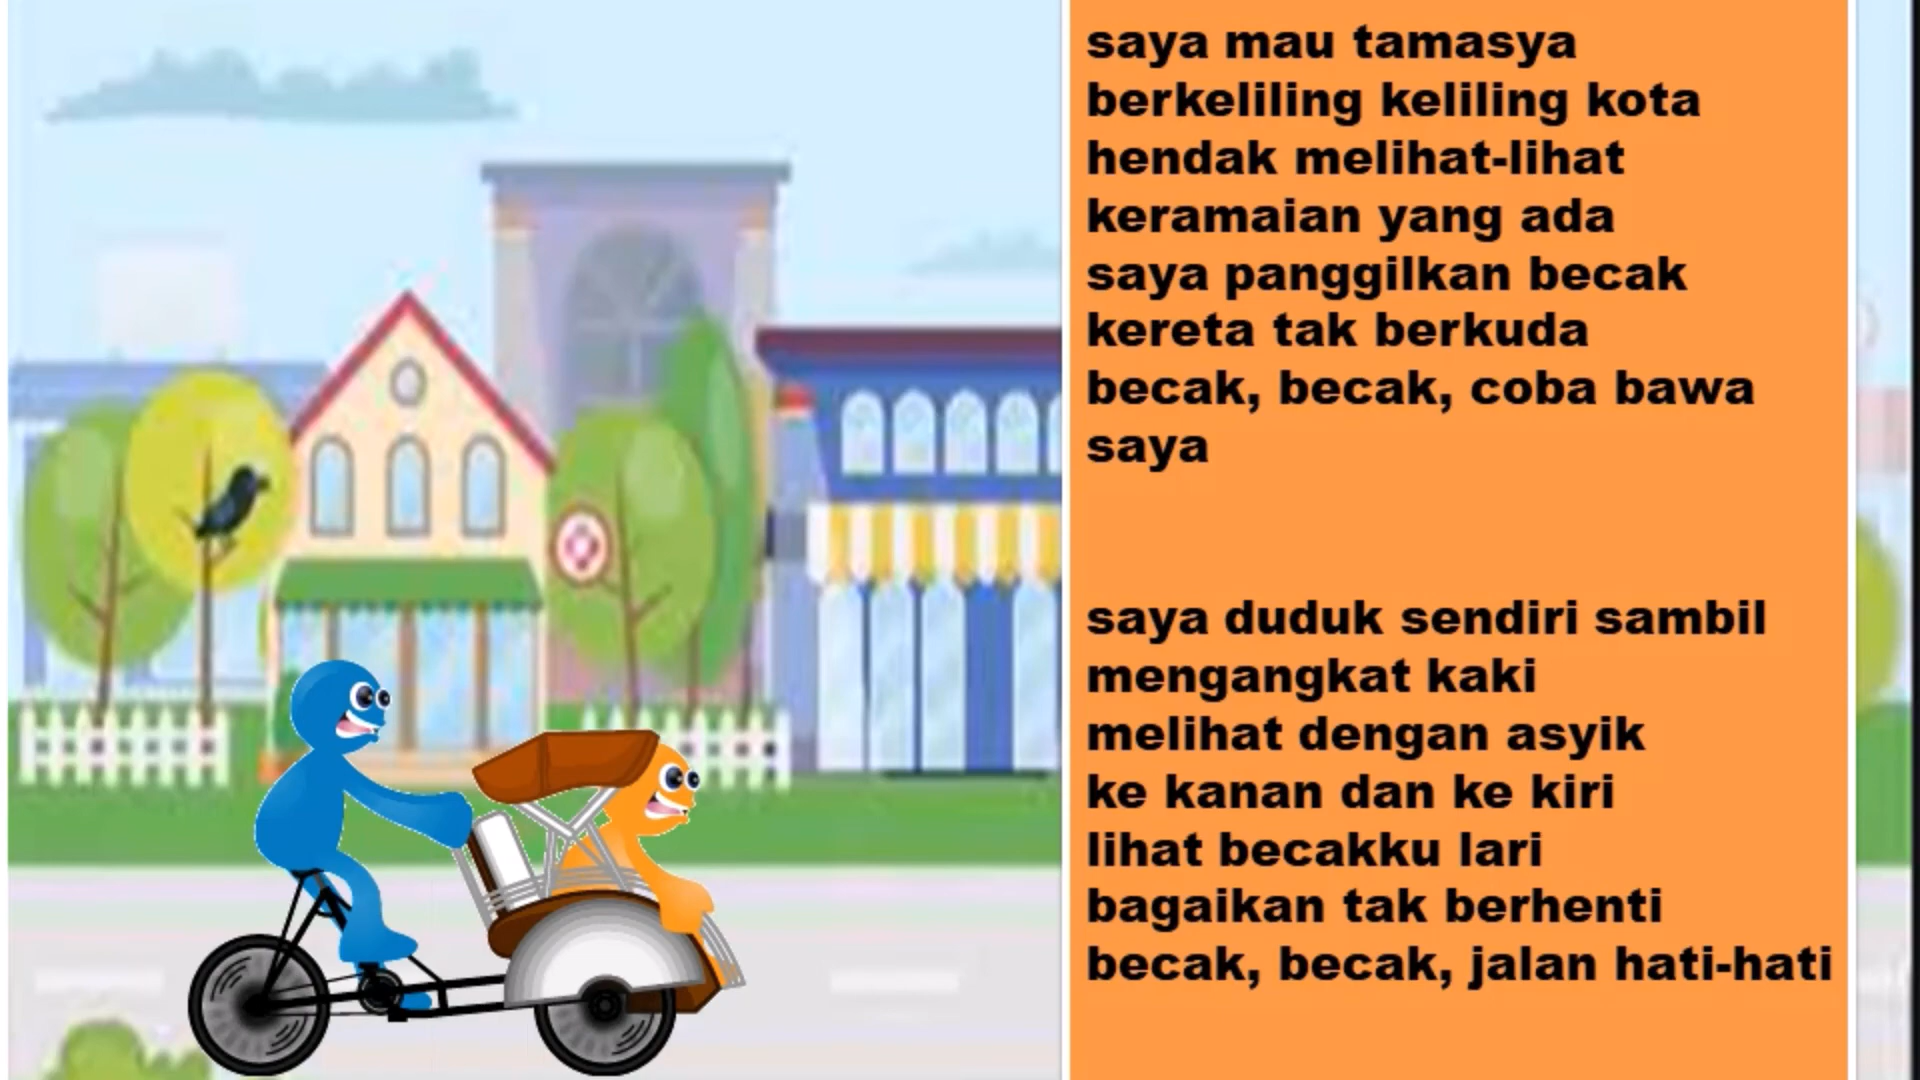 saya mau tamasya
berkeliling keliling kota
hendak melihat-lihat
keramaian yang ada
saya panggilkan becak
kereta tak berkuda
becak, becak, coba bawa
saya
saya duduk sendiri sambil
mengangkat kaki
melihat dengan asyik
ke kanan dan ke kiri
lihat becakku lari
bagaikan tak berhenti
becak, becak, jalan hati-hati